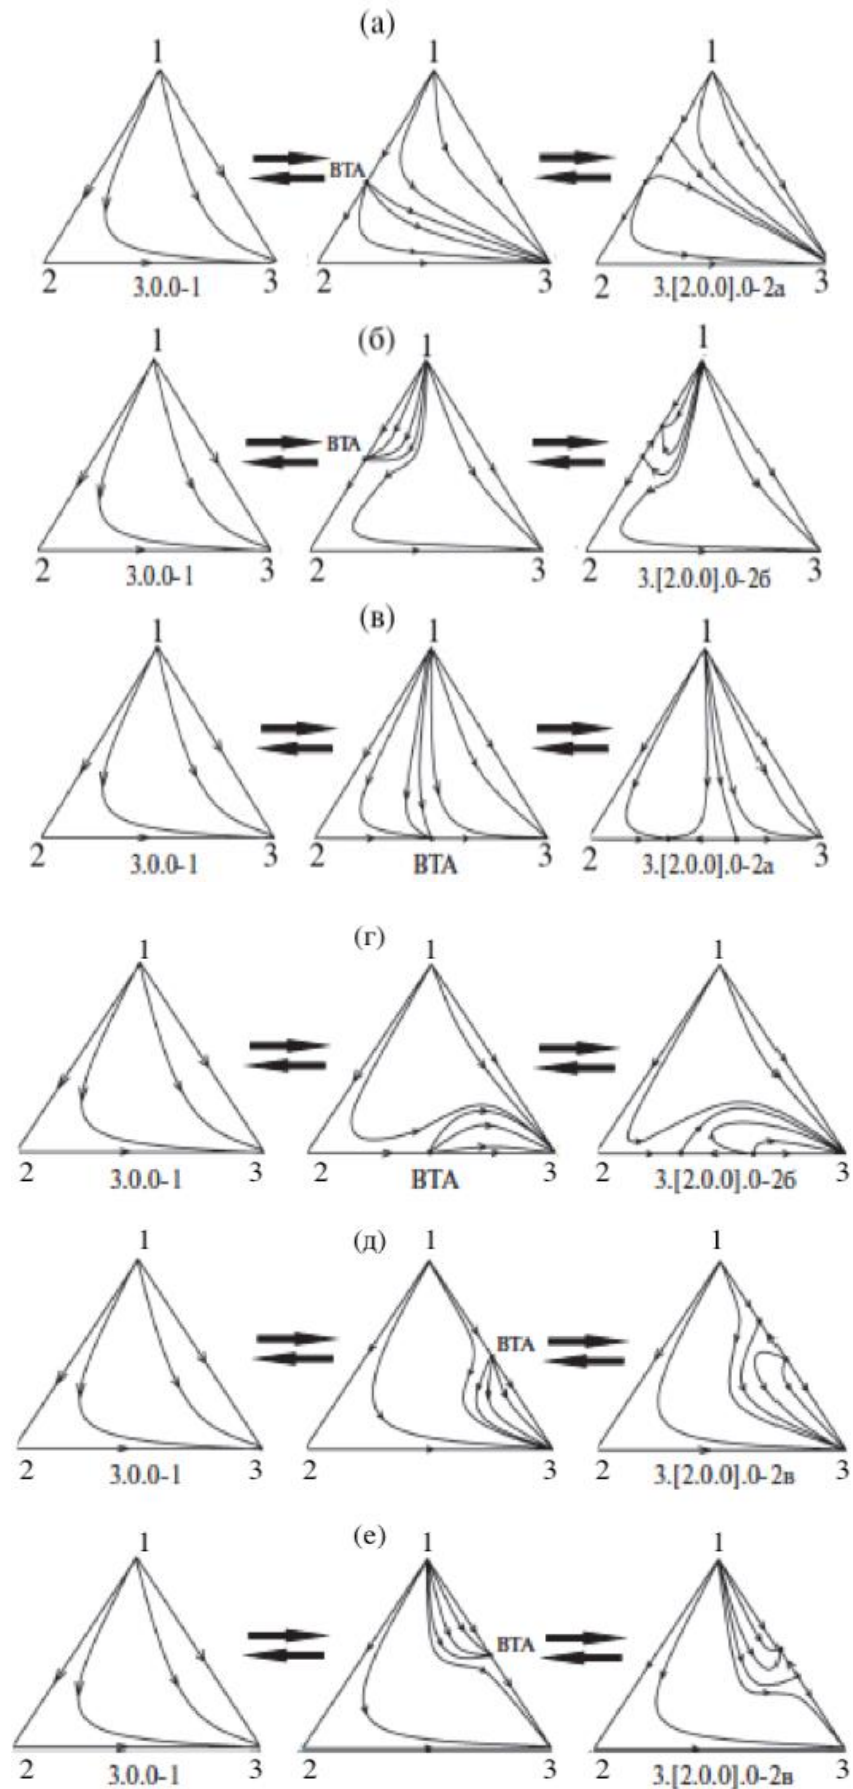 (а)
1 1 1
ВТА
2 3 2 3 2 3
3.0.0-1 3.[2.0.0].0-2а
(б)
1 1 1
ВТА
2 3 2 3 2 3
3.0.0-1 3.[2.0.0].0-2б
(в)
1 1 1
2 3 2 3 2 3
3.0.0-1 ВТА 3.[2.0.0].0-2а
(г)
1 1 1
2 3 2 3 2 3
3.0.0-1 ВТА 3.[2.0.0].0-2б
(д)
1 1 1
ВТА
2 3 2 3 2 3
3.0.0-1 3.[2.0.0].0-2в
(е)
1 1 1
ВТА
2 3 2 3 2 3
3.0.0-1 3.[2.0.0].0-2в